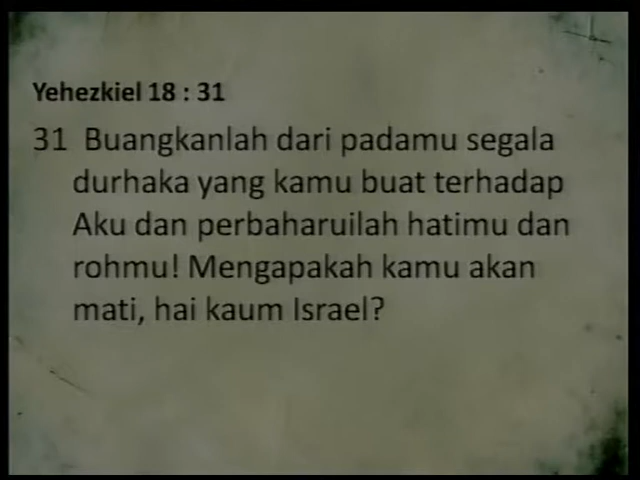 Yehezkiel 18 : 31
31 Buangkanlah dari padamu segala
durhaka yang kamu buat terhadap
Aku dan perbaharuilah hatimu dan
rohmu! Mengapakah kamu akan
mati, hai kaum Israel?